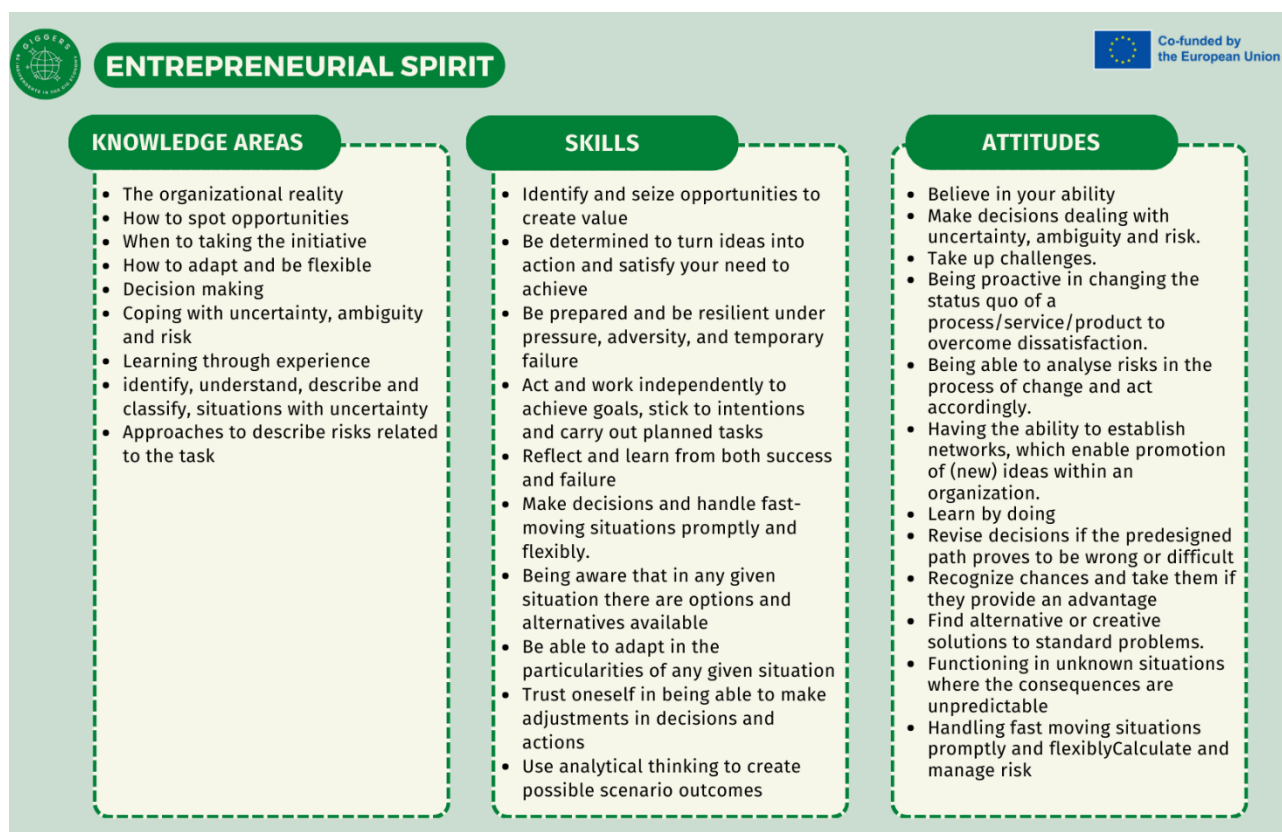 GIGGERS
ENTREPRENEURIAL SPIRIT
Co-funded by
the European Union
KNOWLEDGE AREAS
• The organizational reality
• How to spot opportunities
• When to taking the initiative
• How to adapt and be flexible
• Decision making
• Coping with uncertainty, ambiguity
and risk
• Learning through experience
• identify, understand, describe and
classify, situations with uncertainty
• Approaches to describe risks related
to the task
SKILLS
• Identify and seize opportunities to
create value
• Be determined to turn ideas into
action and satisfy your need to
achieve
• Be prepared and be resilient under
pressure, adversity, and temporary
failure
• Act and work independently to
achieve goals, stick to intentions
and carry out planned tasks
• Reflect and learn from both success
and failure
• Make decisions and handle fast-
moving situations promptly and
flexibly.
• Being aware that in any given
situation there are options and
alternatives available
• Be able to adapt in the
particularities of any given situation
• Trust oneself in being able to make
adjustments in decisions and
actions
• Use analytical thinking to create
possible scenario outcomes
ATTITUDES
• Believe in your ability
• Make decisions dealing with
uncertainty, ambiguity and risk.
• Take up challenges.
• Being proactive in changing the
status quo of a
process/service/product to
overcome dissatisfaction.
• Being able to analyse risks in the
process of change and act
accordingly.
• Having the ability to establish
networks, which enable promotion
of (new) ideas within an
organization.
• Learn by doing
• Revise decisions if the predesigned
path proves to be wrong or difficult
• Recognize chances and take them if
they provide an advantage
• Find alternative or creative
solutions to standard problems.
• Functioning in unknown situations
where the consequences are
unpredictable
• Handling fast moving situations
promptly and flexiblyCalculate and
manage risk